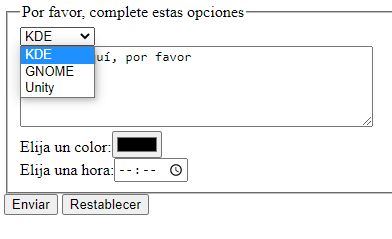 Por favor, complete estas opciones
KDE
KDE
GNOME
Unity
por favor
Elija un color:
Elija una hora: --:--
Enviar
Restablecer